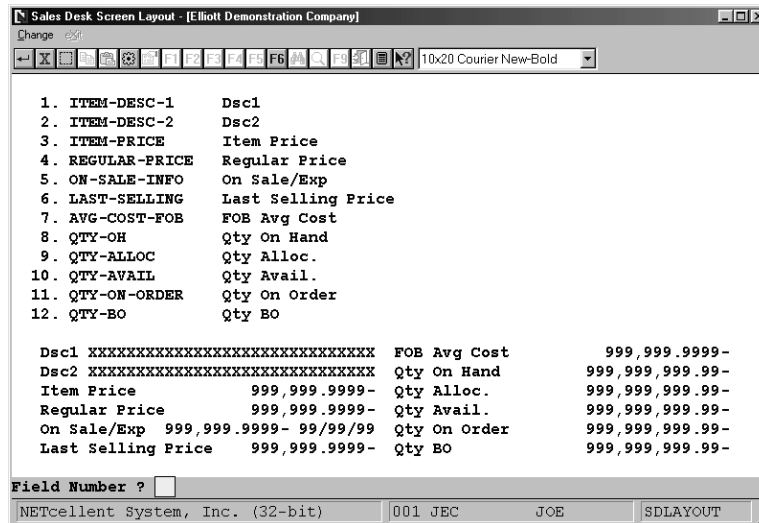 Sales Desk Screen Layout - [Elliott Demonstration Company]
Change eXit
X F1 F2 F3 F4 F5 F6 F9 10x20 Courier New-Bold
1. ITEM-DESC-1 Dsc1
2. ITEM-DESC-2 Dsc2
3. ITEM-PRICE Item Price
4. REGULAR-PRICE Regular Price
5. ON-SALE-INFO On Sale/Exp
6. LAST-SELLING Last Selling Price
7. AVG-COST-FOB FOB Avg Cost
8. QTY-OH Qty On Hand
9. QTY-ALLOC Qty Alloc.
10. QTY-AVAIL Qty Avail.
11. QTY-ON-ORDER Qty On Order
12. QTY-BO Qty BO
Dsc1 XXXXXXXXXXXXXXXXXXXXXXXXXXXXXX FOB Avg Cost 999,999.9999-
Dsc2 XXXXXXXXXXXXXXXXXXXXXXXXXXXXXX Qty On Hand 999,999,999.99-
Item Price 999,999.9999- Qty Alloc. 999,999,999.99-
Regular Price 999,999.9999- Qty Avail. 999,999,999.99-
On Sale/Exp 999,999.9999- 99/99/99 Qty On Order 999,999,999.99-
Last Selling Price 999,999.9999- Qty BO 999,999,999.99-
Field Number ?
NETcellent System, Inc. (32-bit) 001 JEC JOE SDLAYOUT